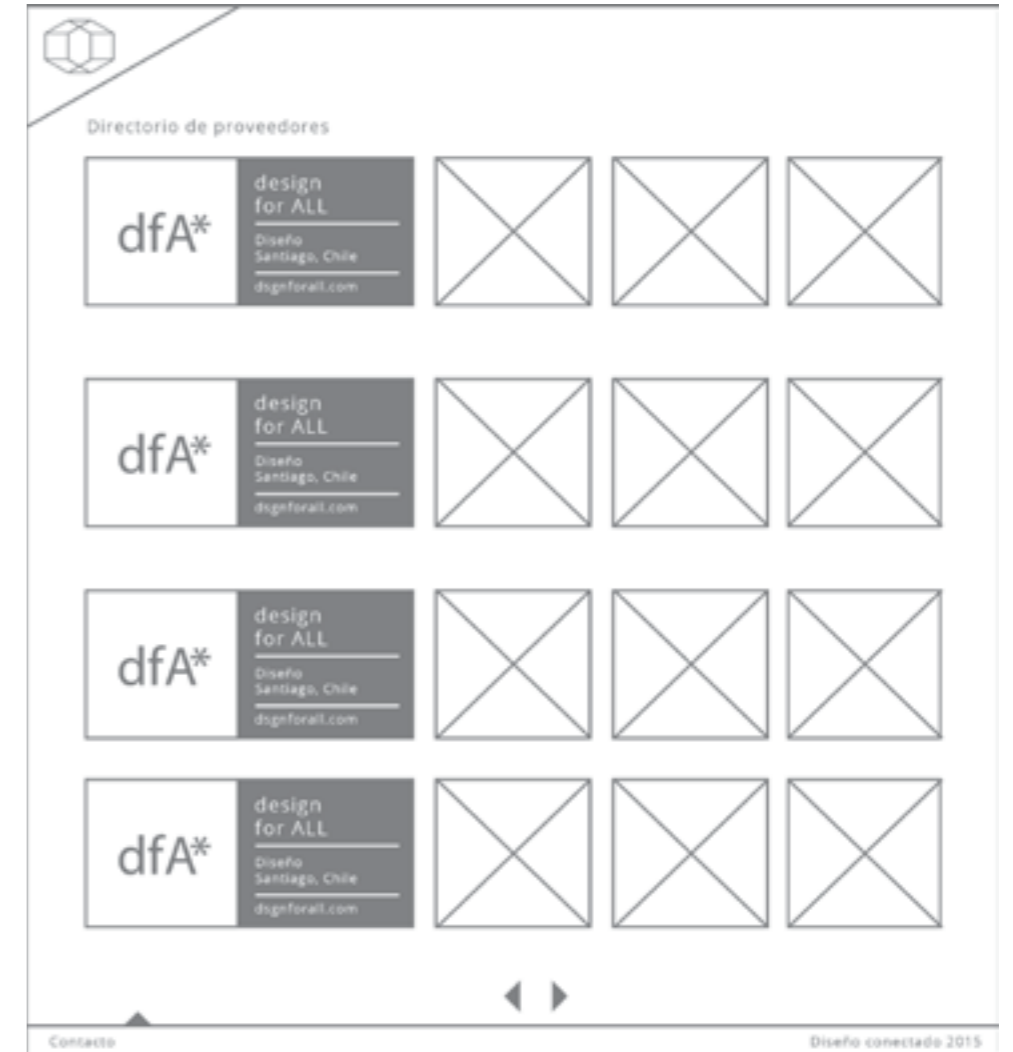 Directorio de proveedores
dfA*
design
for ALL
Diseño
Santiago, Chile
dsgnforall.com
dfA*
design
for ALL
Diseño
Santiago, Chile
dsgnforall.com
dfA*
design
for ALL
Diseño
Santiago, Chile
dsgnforall.com
dfA*
design
for ALL
Diseño
Santiago, Chile
dsgnforall.com
Contacto
Diseño conectado 2015